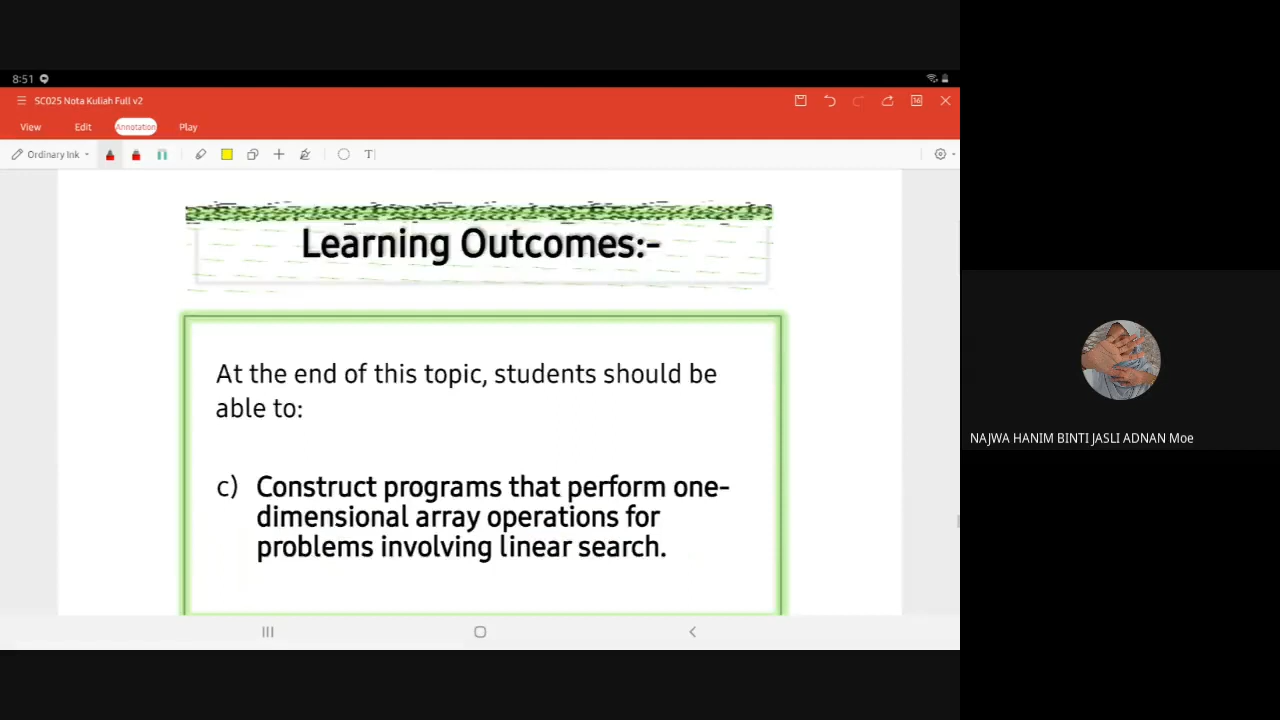 8:51
SC025 Nota Kuliah Full v2
View Edit Annotation Play
Ordinary Ink
Learning Outcomes:-
At the end of this topic, students should be
able to:
c) Construct programs that perform one-
dimensional array operations for
problems involving linear search.
NAJWA HANIM BINTI JASLI ADNAN Moe